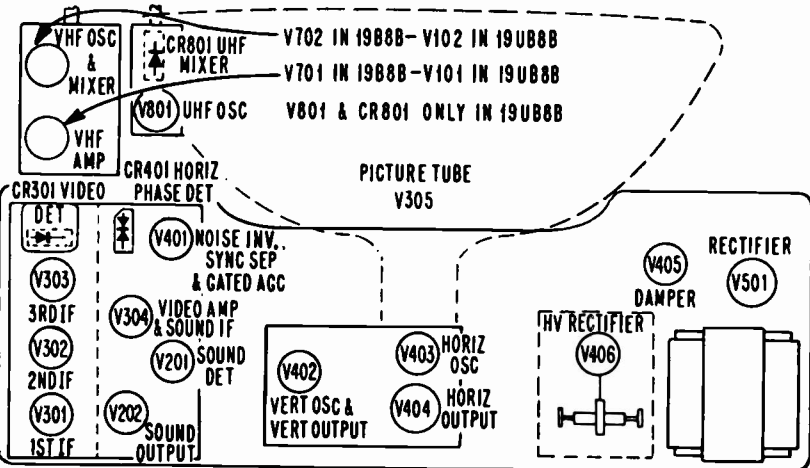 VHF OSC
&
MIXER
VHF
AMP
CR801 UHF
MIXER
V801 UHF OSC
V702 IN 19B8B-V102 IN 19UB8B
V701 IN 19B8B-V101 IN 19UB8B
V801 & CR801 ONLY IN 19UB8B
PICTURE TUBE
V305
CR301 VIDEO
DET
CR401 HORIZ
PHASE DET
V401 NOISE INV.,
SYNC SEP
& GATED AGC
V303
3RD IF
V304 VIDEO AMP
& SOUND IF
V302
2ND IF
V201 SOUND
DET
V301
1ST IF
V202 SOUND
OUTPUT
V402
VERT OSC &
VERT OUTPUT
V403 HORIZ
OSC
V404 HORIZ
OUTPUT
V405
DAMPER
RECTIFIER
V501
HV RECTIFIER
V406